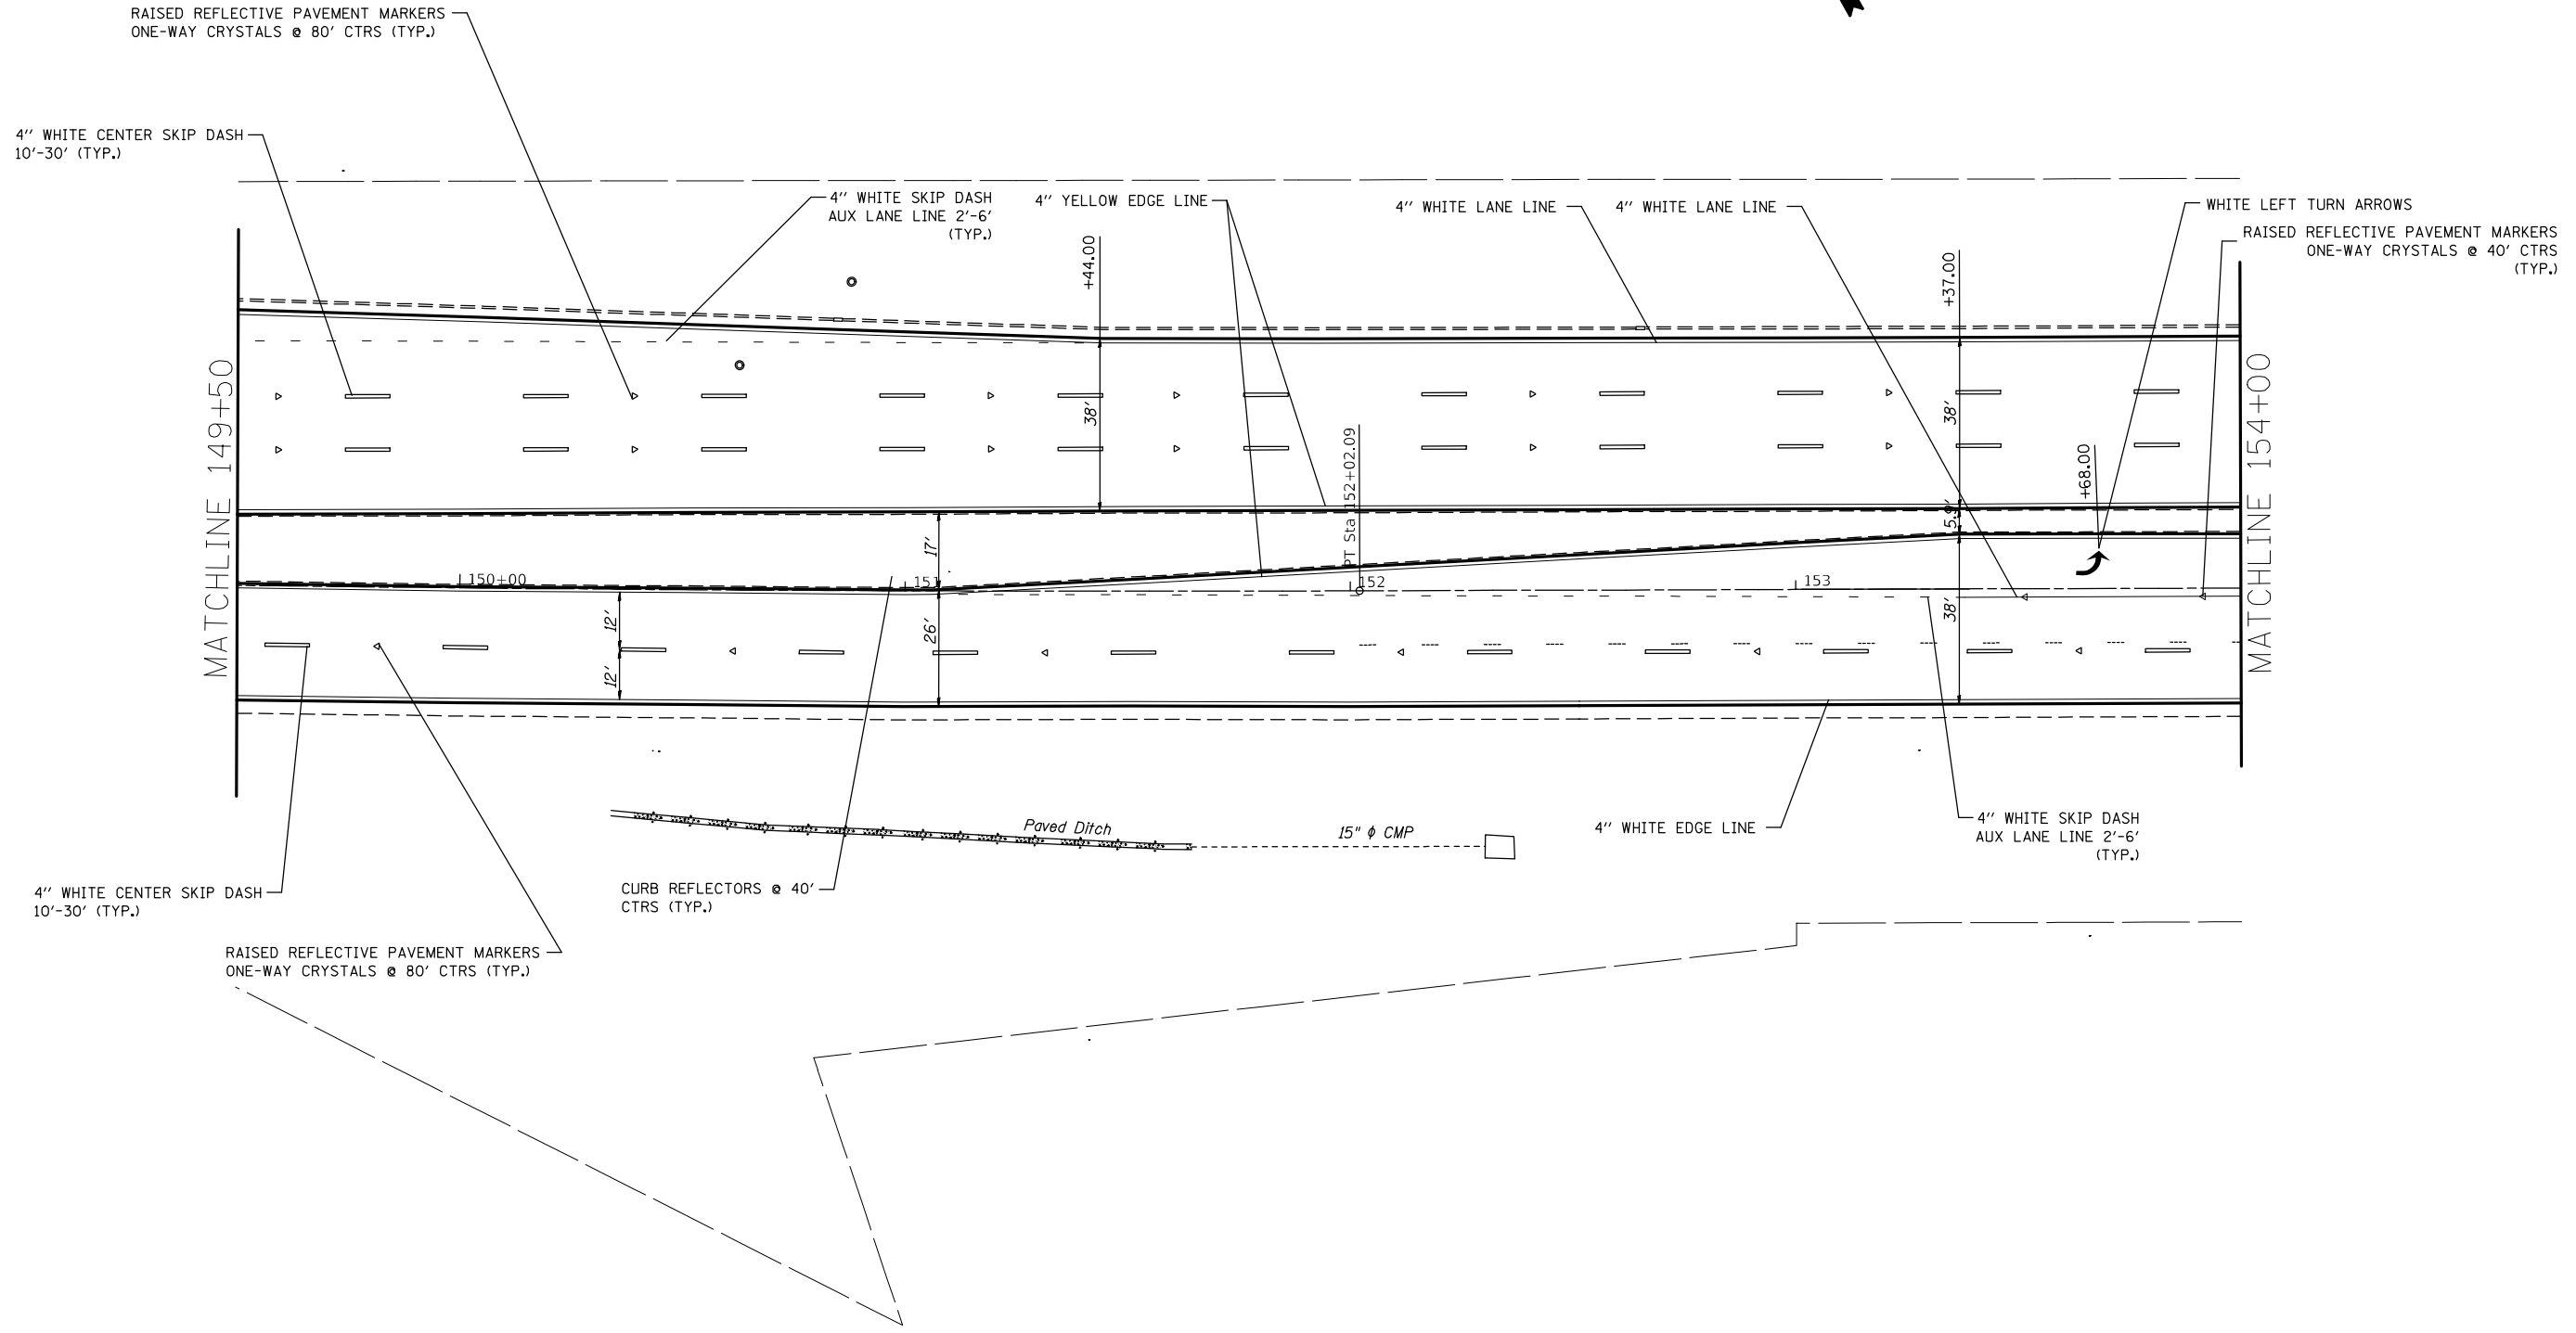 RAISED REFLECTIVE PAVEMENT MARKERS
ONE-WAY CRYSTALS @ 80' CTRS (TYP.)
4" WHITE CENTER SKIP DASH
10'-30' (TYP.)
4" WHITE SKIP DASH
AUX LANE LINE 2'-6'
(TYP.)
4" YELLOW EDGE LINE
4" WHITE LANE LINE
4" WHITE LANE LINE
WHITE LEFT TURN ARROWS
RAISED REFLECTIVE PAVEMENT MARKERS
ONE-WAY CRYSTALS @ 40' CTRS
(TYP.)
+44.00
+37.00
MATCHLINE 149+50
38'
38'
PT Sta 152+02.09
+68.00
MATCHLINE 154+00
17'
5.9'
150+00
151
152
153
12'
26'
38'
12'
Paved Ditch
15" ϕ CMP
4" WHITE EDGE LINE
4" WHITE SKIP DASH
AUX LANE LINE 2'-6'
(TYP.)
4" WHITE CENTER SKIP DASH
10'-30' (TYP.)
CURB REFLECTORS @ 40'
CTRS (TYP.)
RAISED REFLECTIVE PAVEMENT MARKERS
ONE-WAY CRYSTALS @ 80' CTRS (TYP.)